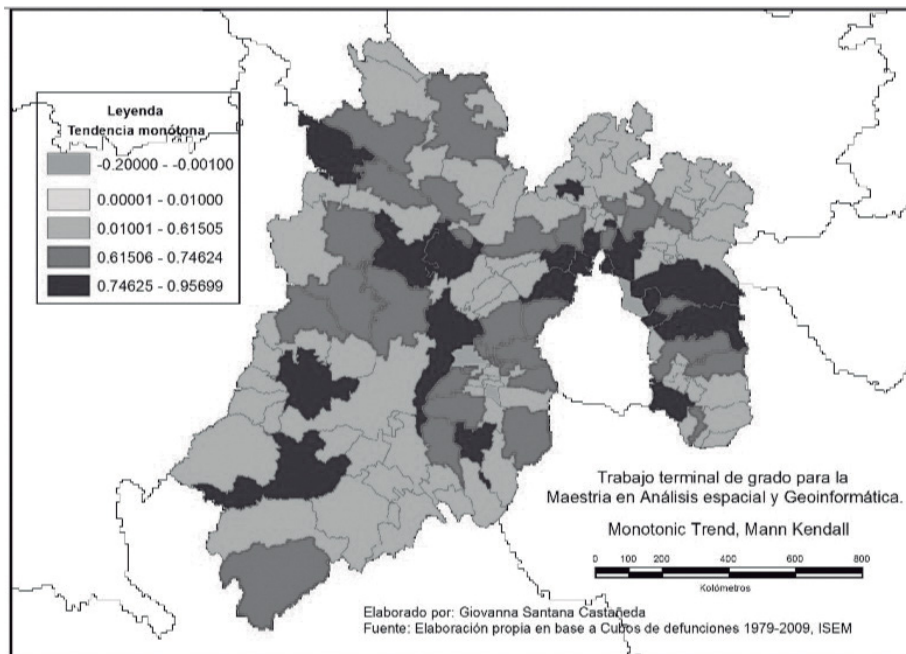 Leyenda
Tendencia monótona
-0.20000 - -0.00100
0.00001 - 0.01000
0.01001 - 0.61505
0.61506 - 0.74624
0.74625 - 0.95699
Trabajo terminal de grado para la
Maestria en Análisis espacial y Geoinformática.
Monotonic Trend, Mann Kendall
0 100 200 400 600 800
Kolómetros
Elaborado por: Giovanna Santana Castañeda
Fuente: Elaboración propia en base a Cubos de defunciones 1979-2009, ISEM